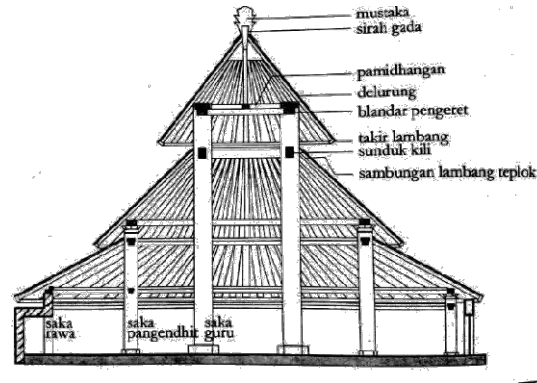 mustaka
sirah gada
pamidhangan
delurung
blandar pengeret
takir lambang
sunduk kili
sambungan lambang teplok
saka rawa
saka pangendhit
saka guru